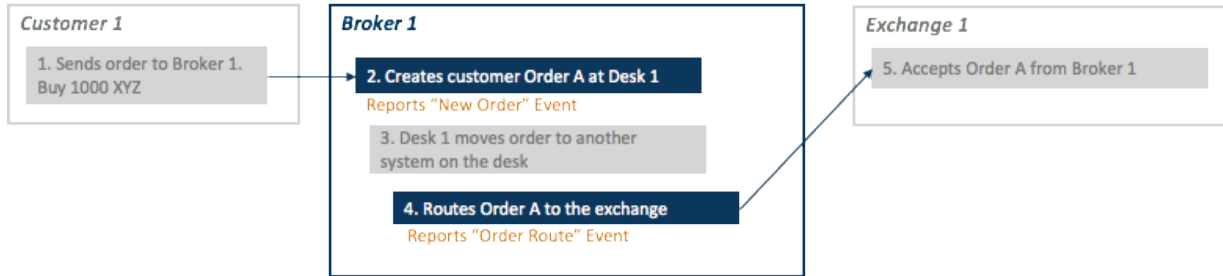 Customer 1
1. Sends order to Broker 1.
Buy 1000 XYZ
Broker 1
2. Creates customer Order A at Desk 1
Reports "New Order" Event
3. Desk 1 moves order to another
system on the desk
4. Routes Order A to the exchange
Reports "Order Route" Event
Exchange 1
5. Accepts Order A from Broker 1